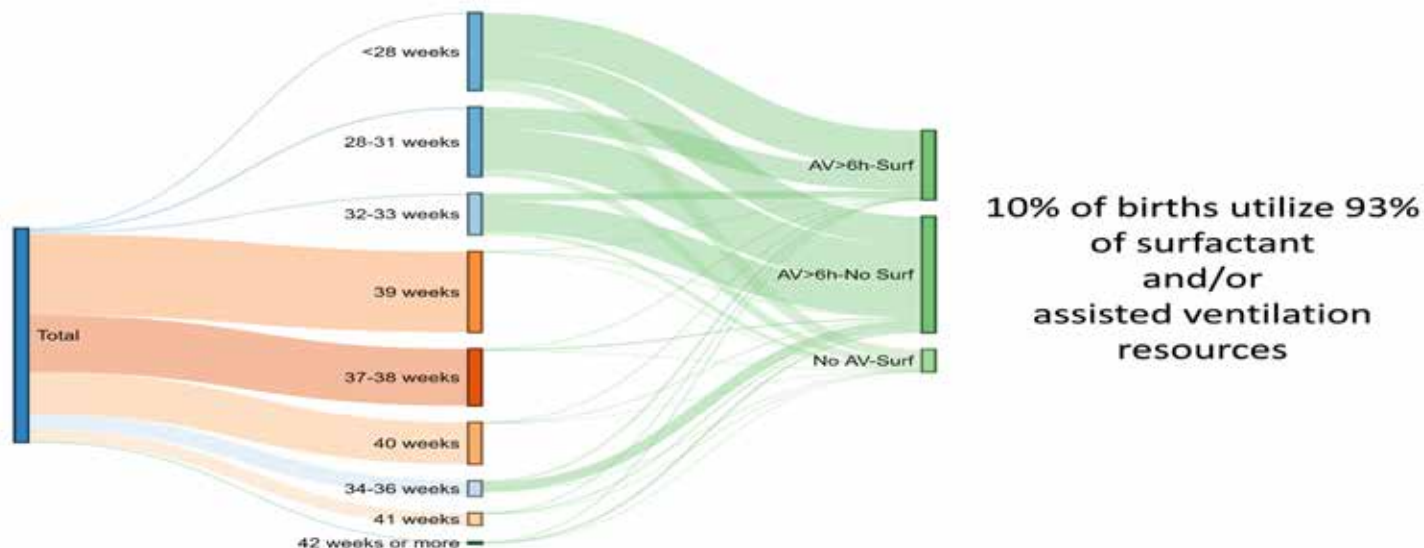 <28 weeks
28-31 weeks
32-33 weeks
39 weeks
Total
37-38 weeks
40 weeks
34-36 weeks
41 weeks
42 weeks or more
AV>6h-Surf
AV>6h-No Surf
No AV-Surf
10% of births utilize 93%
of surfactant
and/or
assisted ventilation
resources